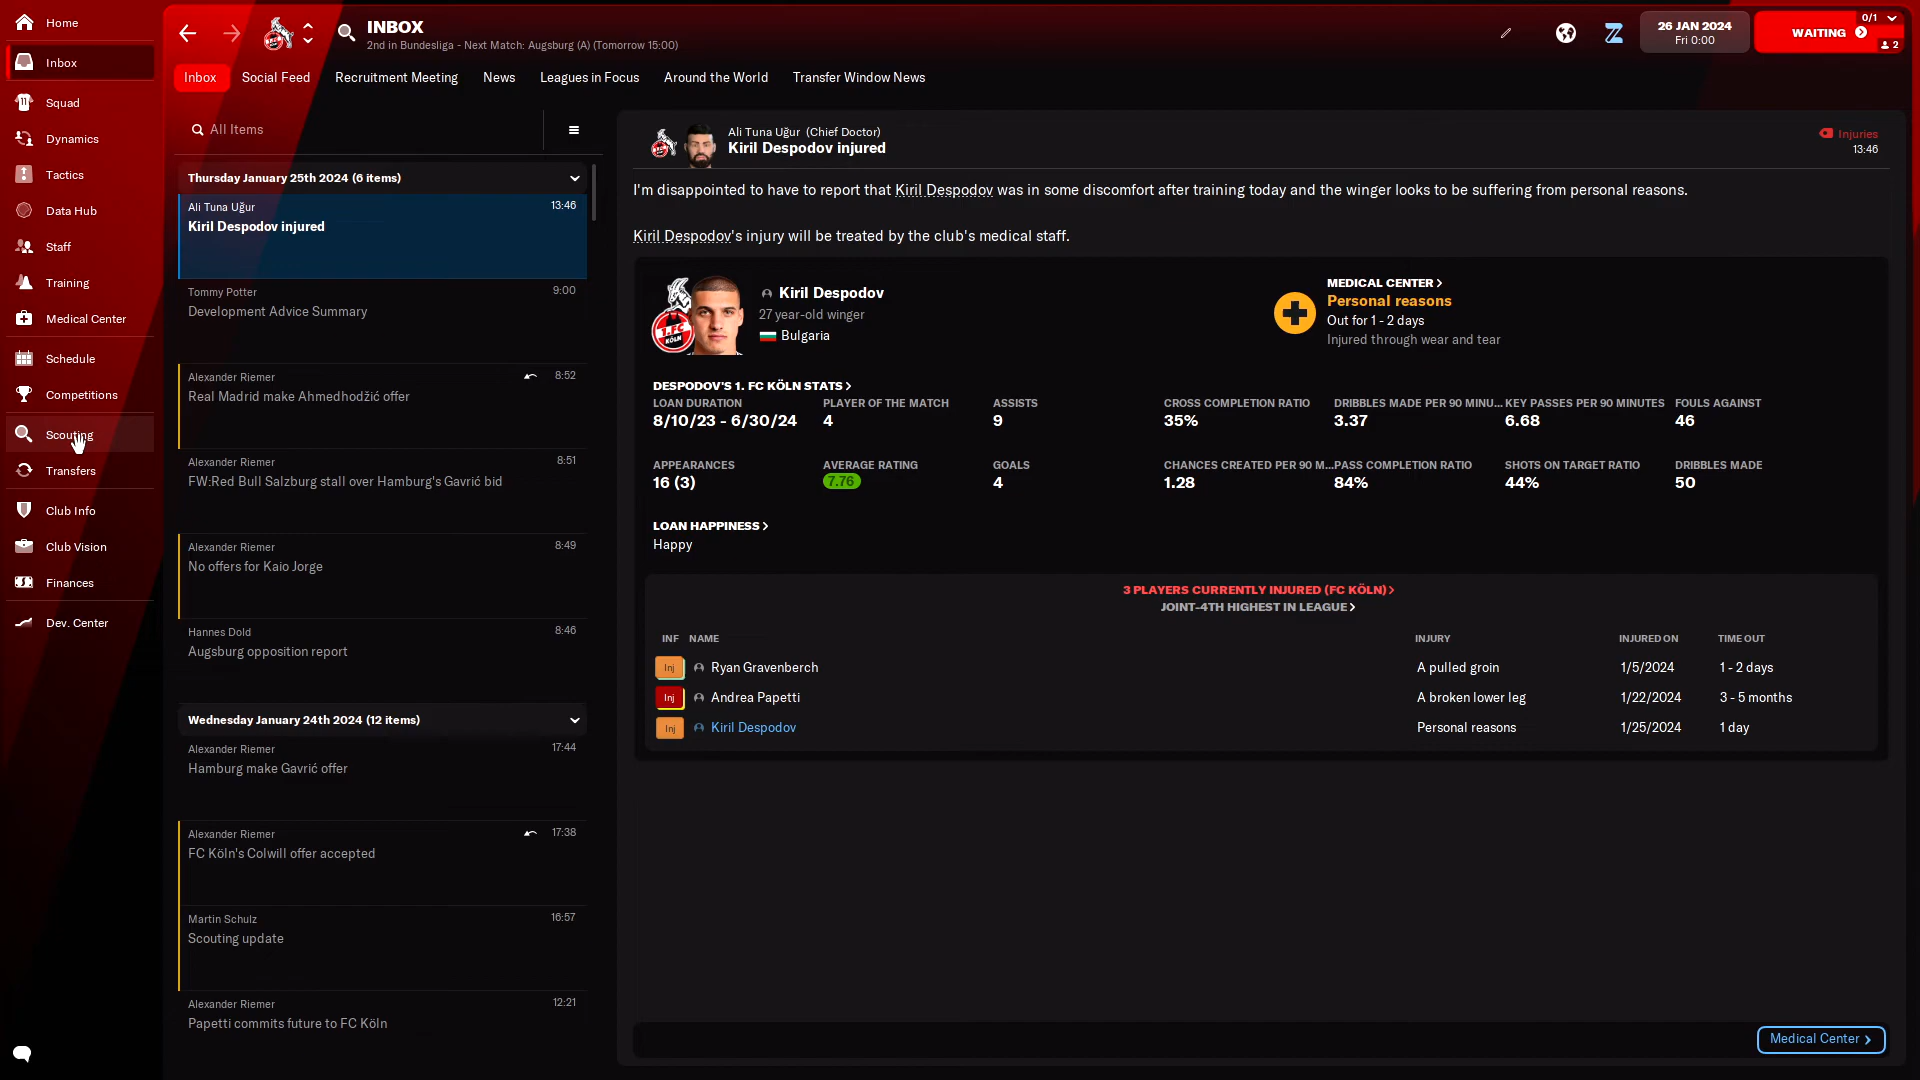 Home
Inbox
Squad
Dynamics
Tactics
Data Hub
Staff
Training
Medical Center
Schedule
Competitions
Scouting
Transfers
Club Info
Club Vision
Finances
Dev. Center
INBOX
2nd in Bundesliga - Next Match: Augsburg (A) (Tomorrow 15:00)
26 JAN 2024
Fri 0:00
WAITING
0/1
2
Inbox Social Feed Recruitment Meeting News Leagues in Focus Around the World Transfer Window News
All Items
Thursday January 25th 2024 (6 items)
Ali Tuna Uğur 13:46
Kiril Despodov injured
Tommy Potter 9:00
Development Advice Summary
Alexander Riemer 8:52
Real Madrid make Ahmedhodžić offer
Alexander Riemer 8:51
FW:Red Bull Salzburg stall over Hamburg's Gavrić bid
Alexander Riemer 8:49
No offers for Kaio Jorge
Hannes Dold 8:46
Augsburg opposition report
Wednesday January 24th 2024 (12 items)
Alexander Riemer 17:44
Hamburg make Gavrić offer
Alexander Riemer 17:38
FC Köln's Colwill offer accepted
Martin Schulz 16:57
Scouting update
Alexander Riemer 12:21
Papetti commits future to FC Köln
Ali Tuna Uğur (Chief Doctor)
Kiril Despodov injured
Injuries
13:46
I'm disappointed to have to report that Kiril Despodov was in some discomfort after training today and the winger looks to be suffering from personal reasons.
Kiril Despodov's injury will be treated by the club's medical staff.
1.FC
KÖLN
Kiril Despodov
27 year-old winger
Bulgaria
MEDICAL CENTER >
Personal reasons
Out for 1 - 2 days
Injured through wear and tear
DESPODOV'S 1. FC KÖLN STATS >
LOAN DURATION PLAYER OF THE MATCH ASSISTS CROSS COMPLETION RATIO DRIBBLES MADE PER 90 MINU... KEY PASSES PER 90 MINUTES FOULS AGAINST
8/10/23 - 6/30/24 4 9 35% 3.37 6.68 46
APPEARANCES AVERAGE RATING GOALS CHANCES CREATED PER 90 M... PASS COMPLETION RATIO SHOTS ON TARGET RATIO DRIBBLES MADE
16 (3) 7.76 4 1.28 84% 44% 50
LOAN HAPPINESS >
Happy
3 PLAYERS CURRENTLY INJURED (FC KÖLN) >
JOINT-4TH HIGHEST IN LEAGUE >
INF NAME INJURY INJURED ON TIME OUT
Inj Ryan Gravenberch A pulled groin 1/5/2024 1 - 2 days
Inj Andrea Papetti A broken lower leg 1/22/2024 3 - 5 months
Inj Kiril Despodov Personal reasons 1/25/2024 1 day
Medical Center >